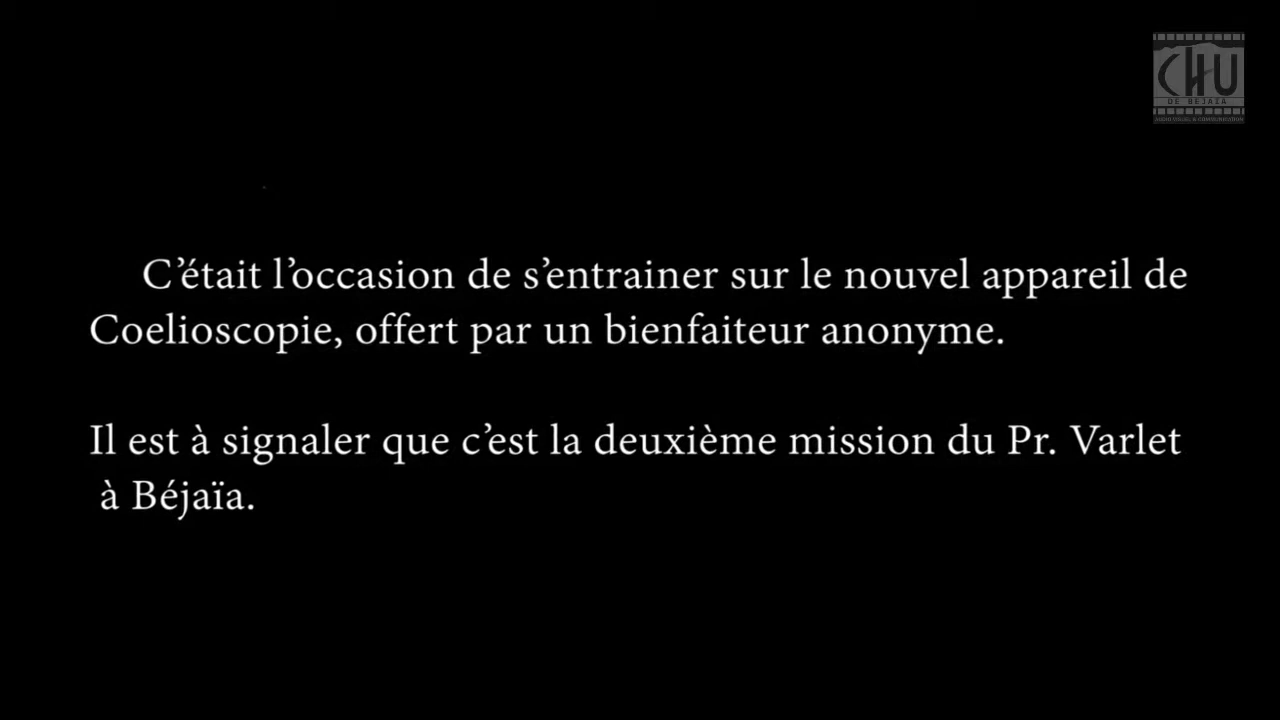 CHU
DE BÉJAIA
C’était l’occasion de s’entrainer sur le nouvel appareil de
Coelioscopie, offert par un bienfaiteur anonyme.
Il est à signaler que c’est la deuxième mission du Pr. Varlet
à Béjaïa.